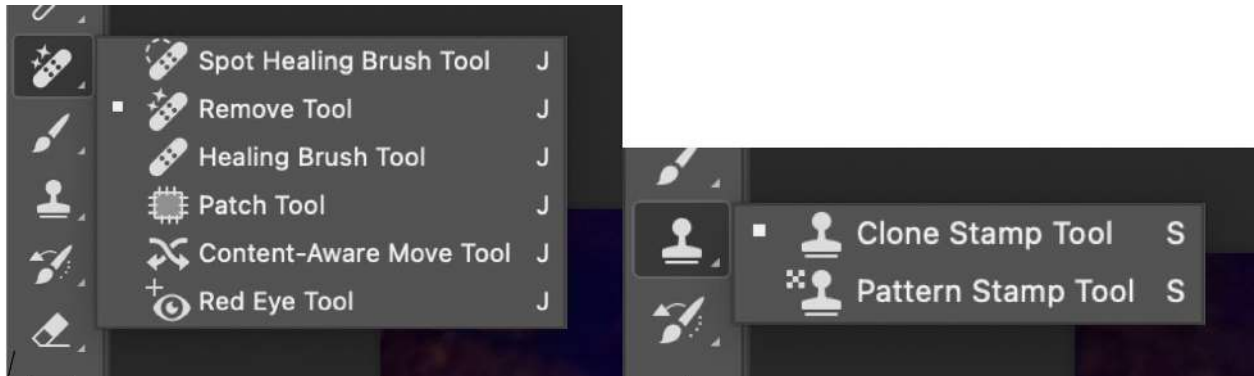 Spot Healing Brush Tool J
Remove Tool J
Healing Brush Tool J
Patch Tool J
Content-Aware Move Tool J
Red Eye Tool J
Clone Stamp Tool S
Pattern Stamp Tool S